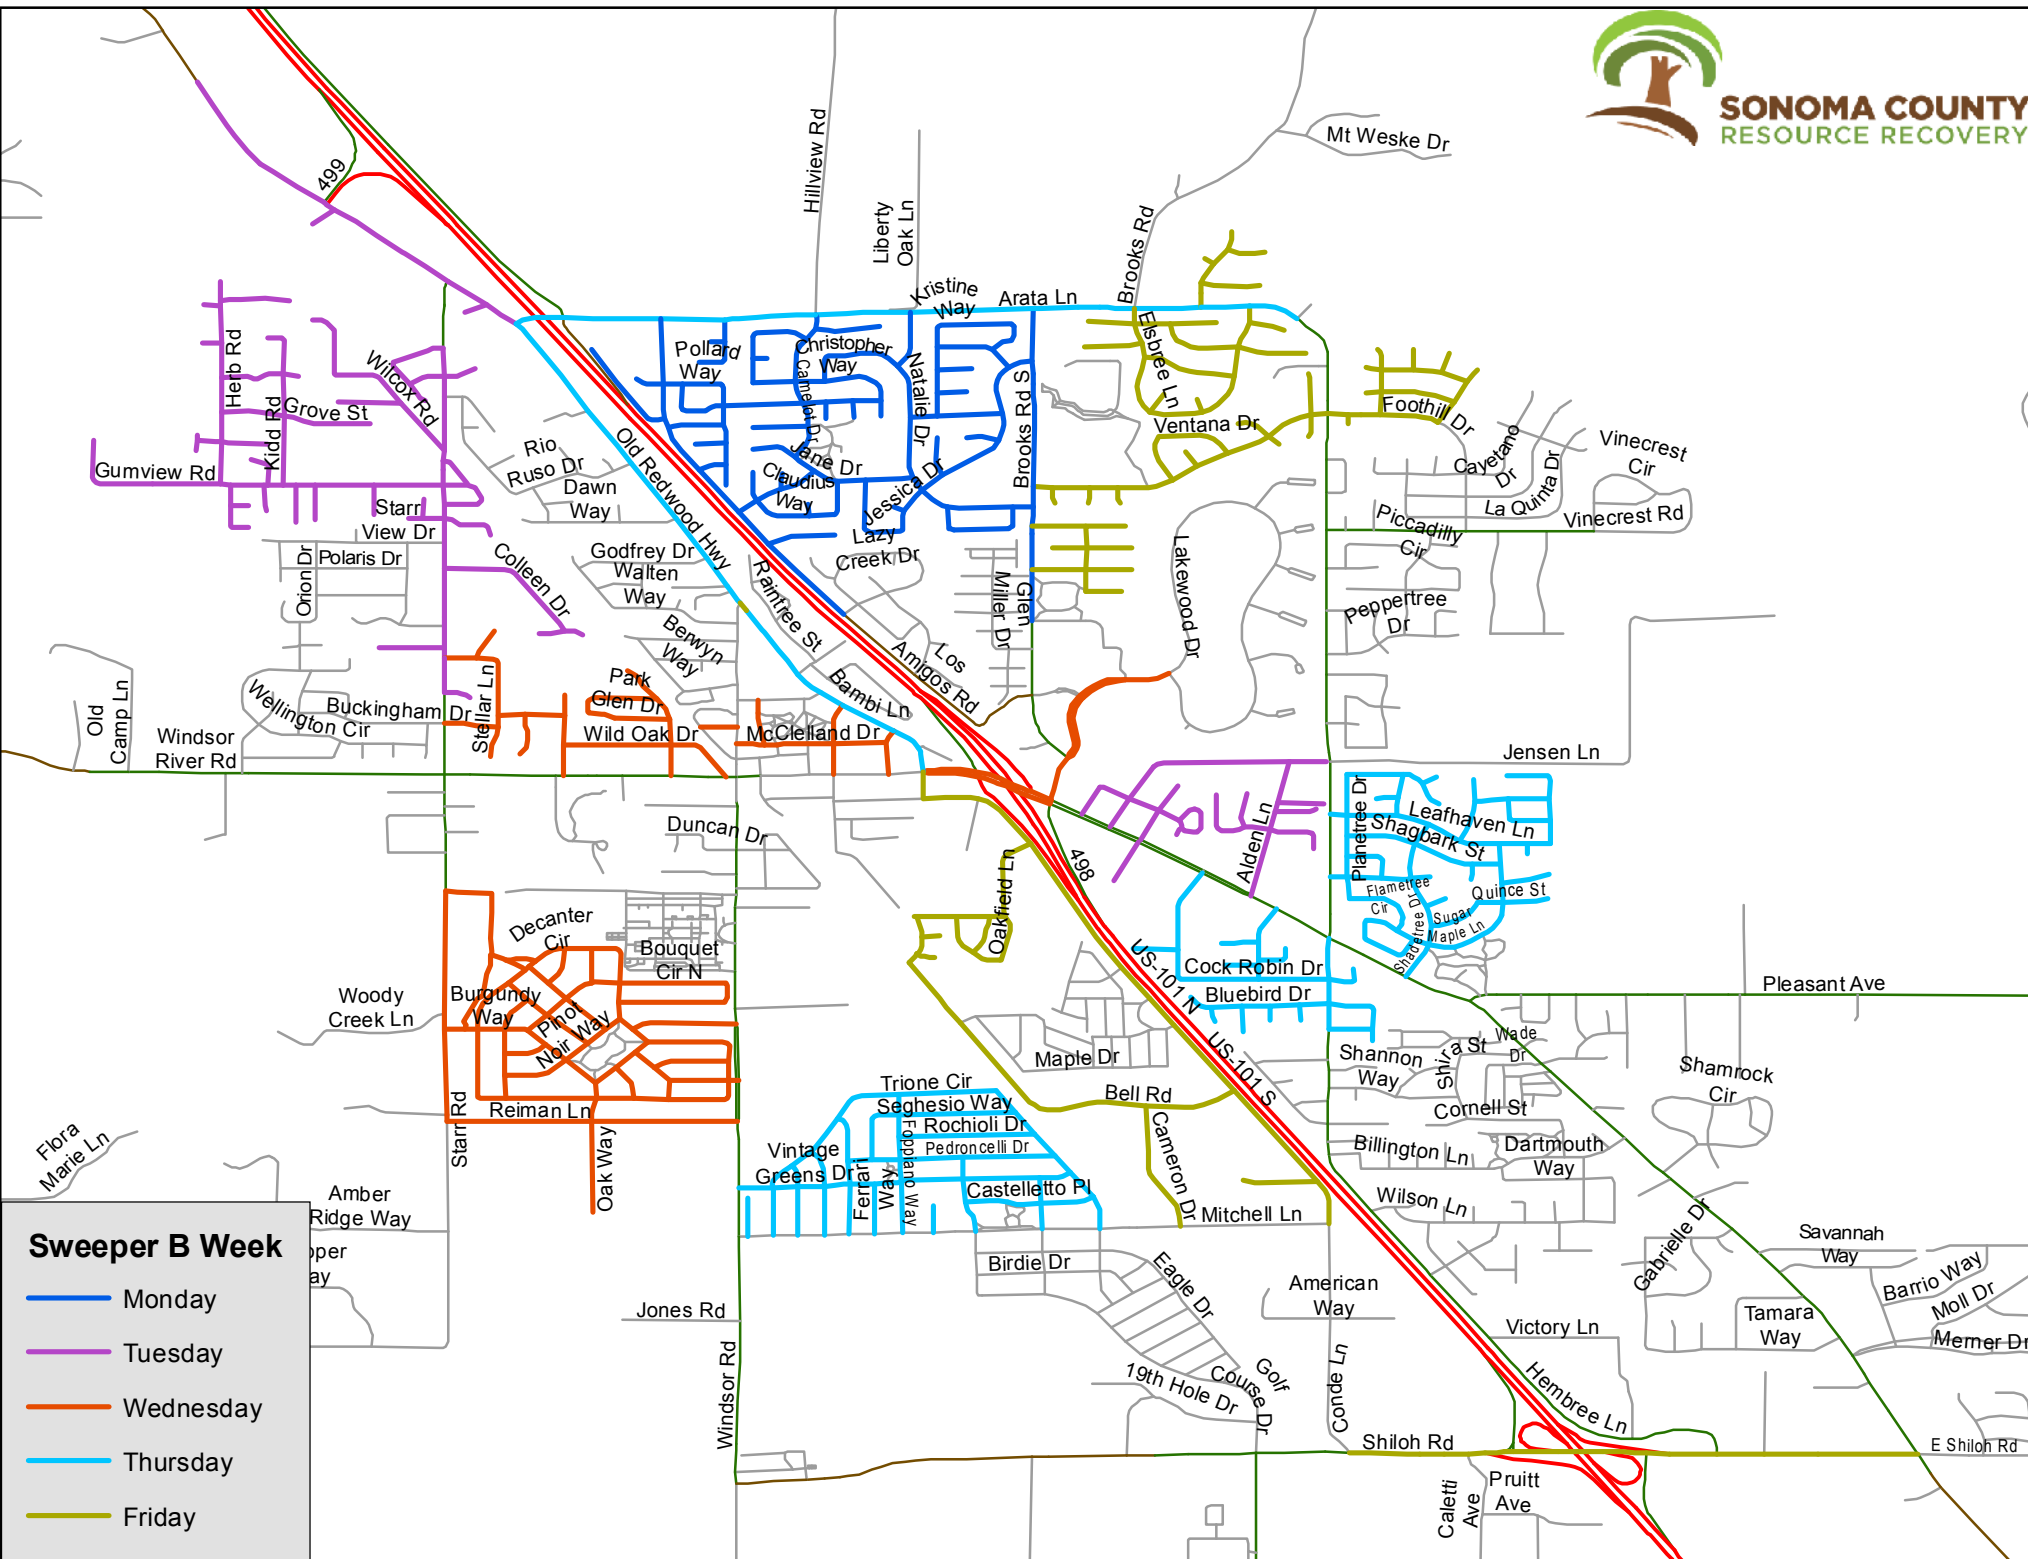 SONOMA COUNTY
RESOURCE RECOVERY
Mt Weske Dr
499
Hillview Rd
Liberty
Oak Ln
Brooks Rd
Kristine
Way
Arata Ln
Herb Rd
Kidd Rd
Grove St
Wilcox Rd
Gumview Rd
Starr
View Dr
Pollard
Way
Christopher
Way
Camelot Dr
Natalie Dr
Brooks Rd S
Elsbree Ln
Ventana Dr
Foothill Dr
Cayetano
Dr
La Quinta Dr
Vinecrest
Cir
Vinecrest Rd
Piccadilly
Cir
Peppertree
Dr
Rio
Ruso Dr
Dawn
Way
Old Redwood Hwy
Jane Dr
Claudius
Way
Jessica Dr
Lazy
Creek Dr
Orion Dr
Polaris Dr
Colleen Dr
Godfrey Dr
Walten
Way
Raintree St
Glen
Miller Dr
Lakewood Dr
Berwyn
Way
Los
Amigos Rd
Bambi Ln
Old
Camp Ln
Wellington Cir
Buckingham Dr
Stellar Ln
Park
Glen Dr
Wild Oak Dr
McClelland Dr
Windsor
River Rd
Jensen Ln
Duncan Dr
Alden Ln
Planetree Dr
Leafhaven Ln
Shagbark St
Flametree
Cir
Shadetree Dr
Sugar
Maple Ln
Quince St
498
Oakfield Ln
Decanter
Cir
Bouquet
Cir N
Burgundy
Way
Pinot
Noir Way
Woody
Creek Ln
US-101 N
US-101 S
Cock Robin Dr
Bluebird Dr
Pleasant Ave
Maple Dr
Shannon
Way
Shira St
Wade
Dr
Shamrock
Cir
Cornell St
Reiman Ln
Starr Rd
Oak Way
Trione Cir
Seghesio Way
Rochioli Dr
Pedroncelli Dr
Foppiano Way
Vintage
Greens Dr
Ferrari
Way
Castelletto Pl
Bell Rd
Cameron Dr
Mitchell Ln
Billington Ln
Dartmouth
Way
Wilson Ln
Flora
Marie Ln
Amber
Ridge Way
pper
ay
Birdie Dr
Eagle Dr
American
Way
Gabrielle Dr
Savannah
Way
Barrio Way
Moll Dr
Merner Dr
Tamara
Way
Victory Ln
Jones Rd
Windsor Rd
19th Hole Dr
Golf
Course Dr
Conde Ln
Hembree Ln
Shiloh Rd
E Shiloh Rd
Caletti
Ave
Pruitt
Ave
Sweeper B Week
Monday
Tuesday
Wednesday
Thursday
Friday